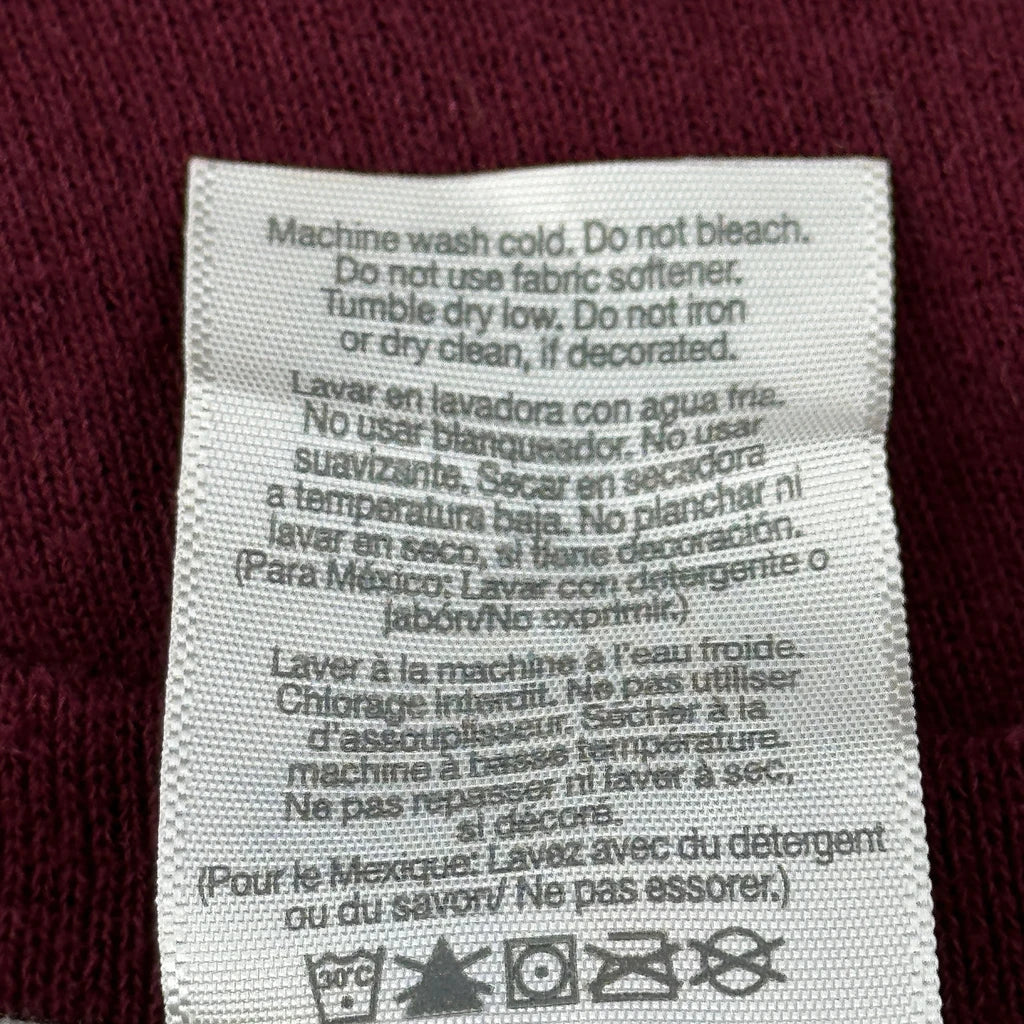 Machine wash cold. Do not bleach.
Do not use fabric softener.
Tumble dry low. Do not iron
or dry clean, if decorated.
Lavar en lavadora con agua fria.
No usar blanqueador. No usar
suavizante. Secar en secadora
a temperatura baja. No planchar ni
lavar en seco, si tiene decoración.
(Para México: Lavar con detergente o
jabón/No exprimir.)
Laver à la machine à l'eau froide.
Chlorage interdit. Ne pas utiliser
d'assouplisseur. Sécher à la
machine à basse température.
Ne pas repasser ni laver à sec,
si décoré.
(Pour le Mexique: Lavez avec du détergent
ou du savon/ Ne pas essorer.)
30°C